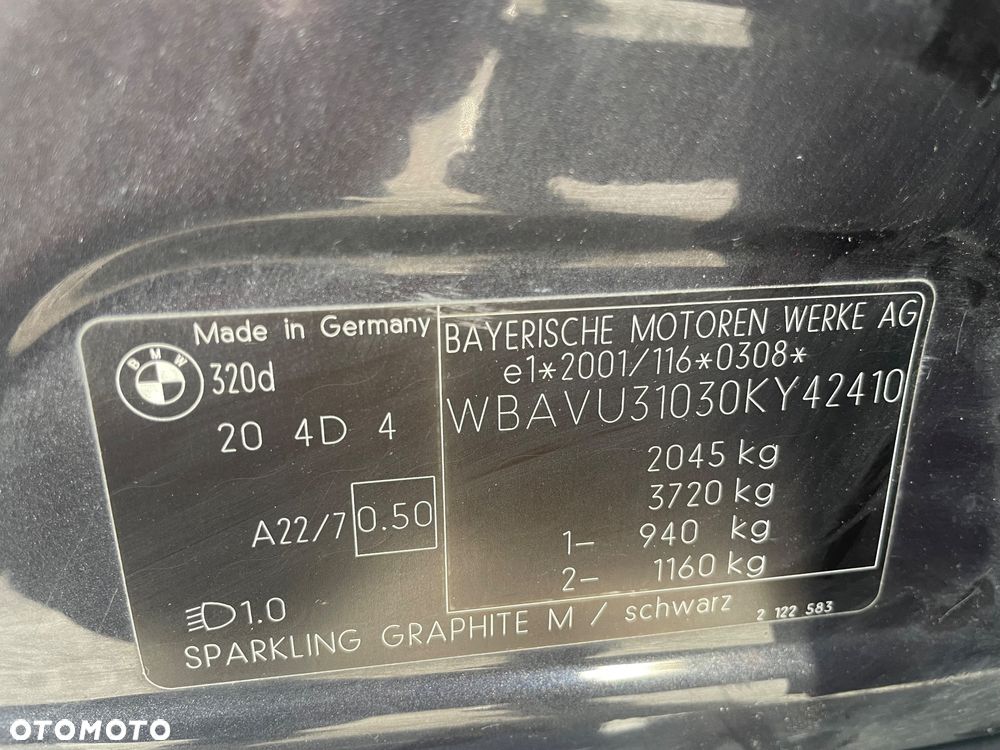 Made in Germany
BMW
320d
20 4D 4
A22/7 0.50
1.0
SPARKLING GRAPHITE M / schwarz
2 122 583
BAYERISCHE MOTOREN WERKE AG
e1*2001/116*0308*
WBAVU31030KY42410
2045 kg
3720 kg
1- 940 kg
2- 1160 kg
OTOMOTO